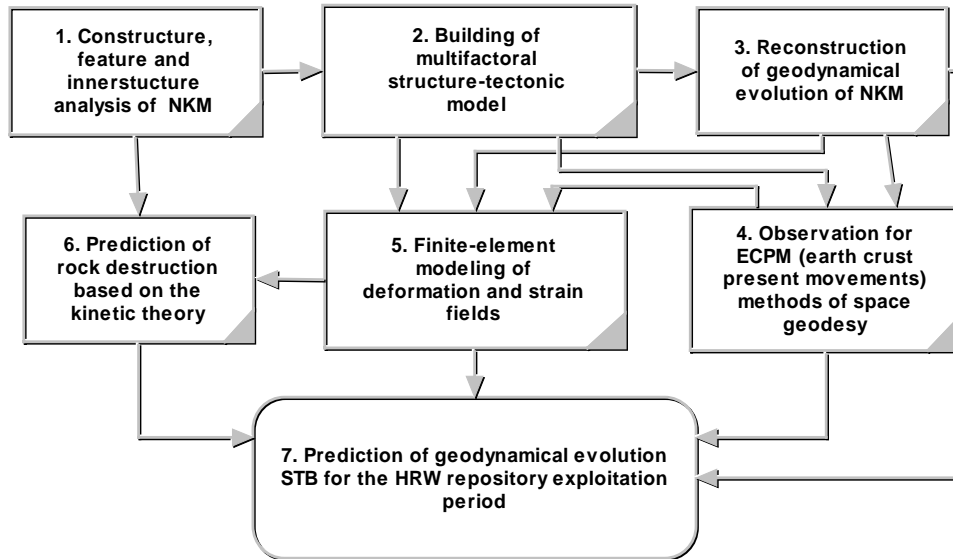 1. Constructure,
feature and
innerstucture
analysis of NKM
2. Building of
multifactoral
structure-tectonic
model
3. Reconstruction
of geodynamical
evolution of NKM
6. Prediction of
rock destruction
based on the
kinetic theory
5. Finite-element
modeling of
deformation and strain
fields
4. Observation for
ECPM (earth crust
present movements)
methods of space
geodesy
7. Prediction of geodynamical evolution
STB for the HRW repository exploitation
period